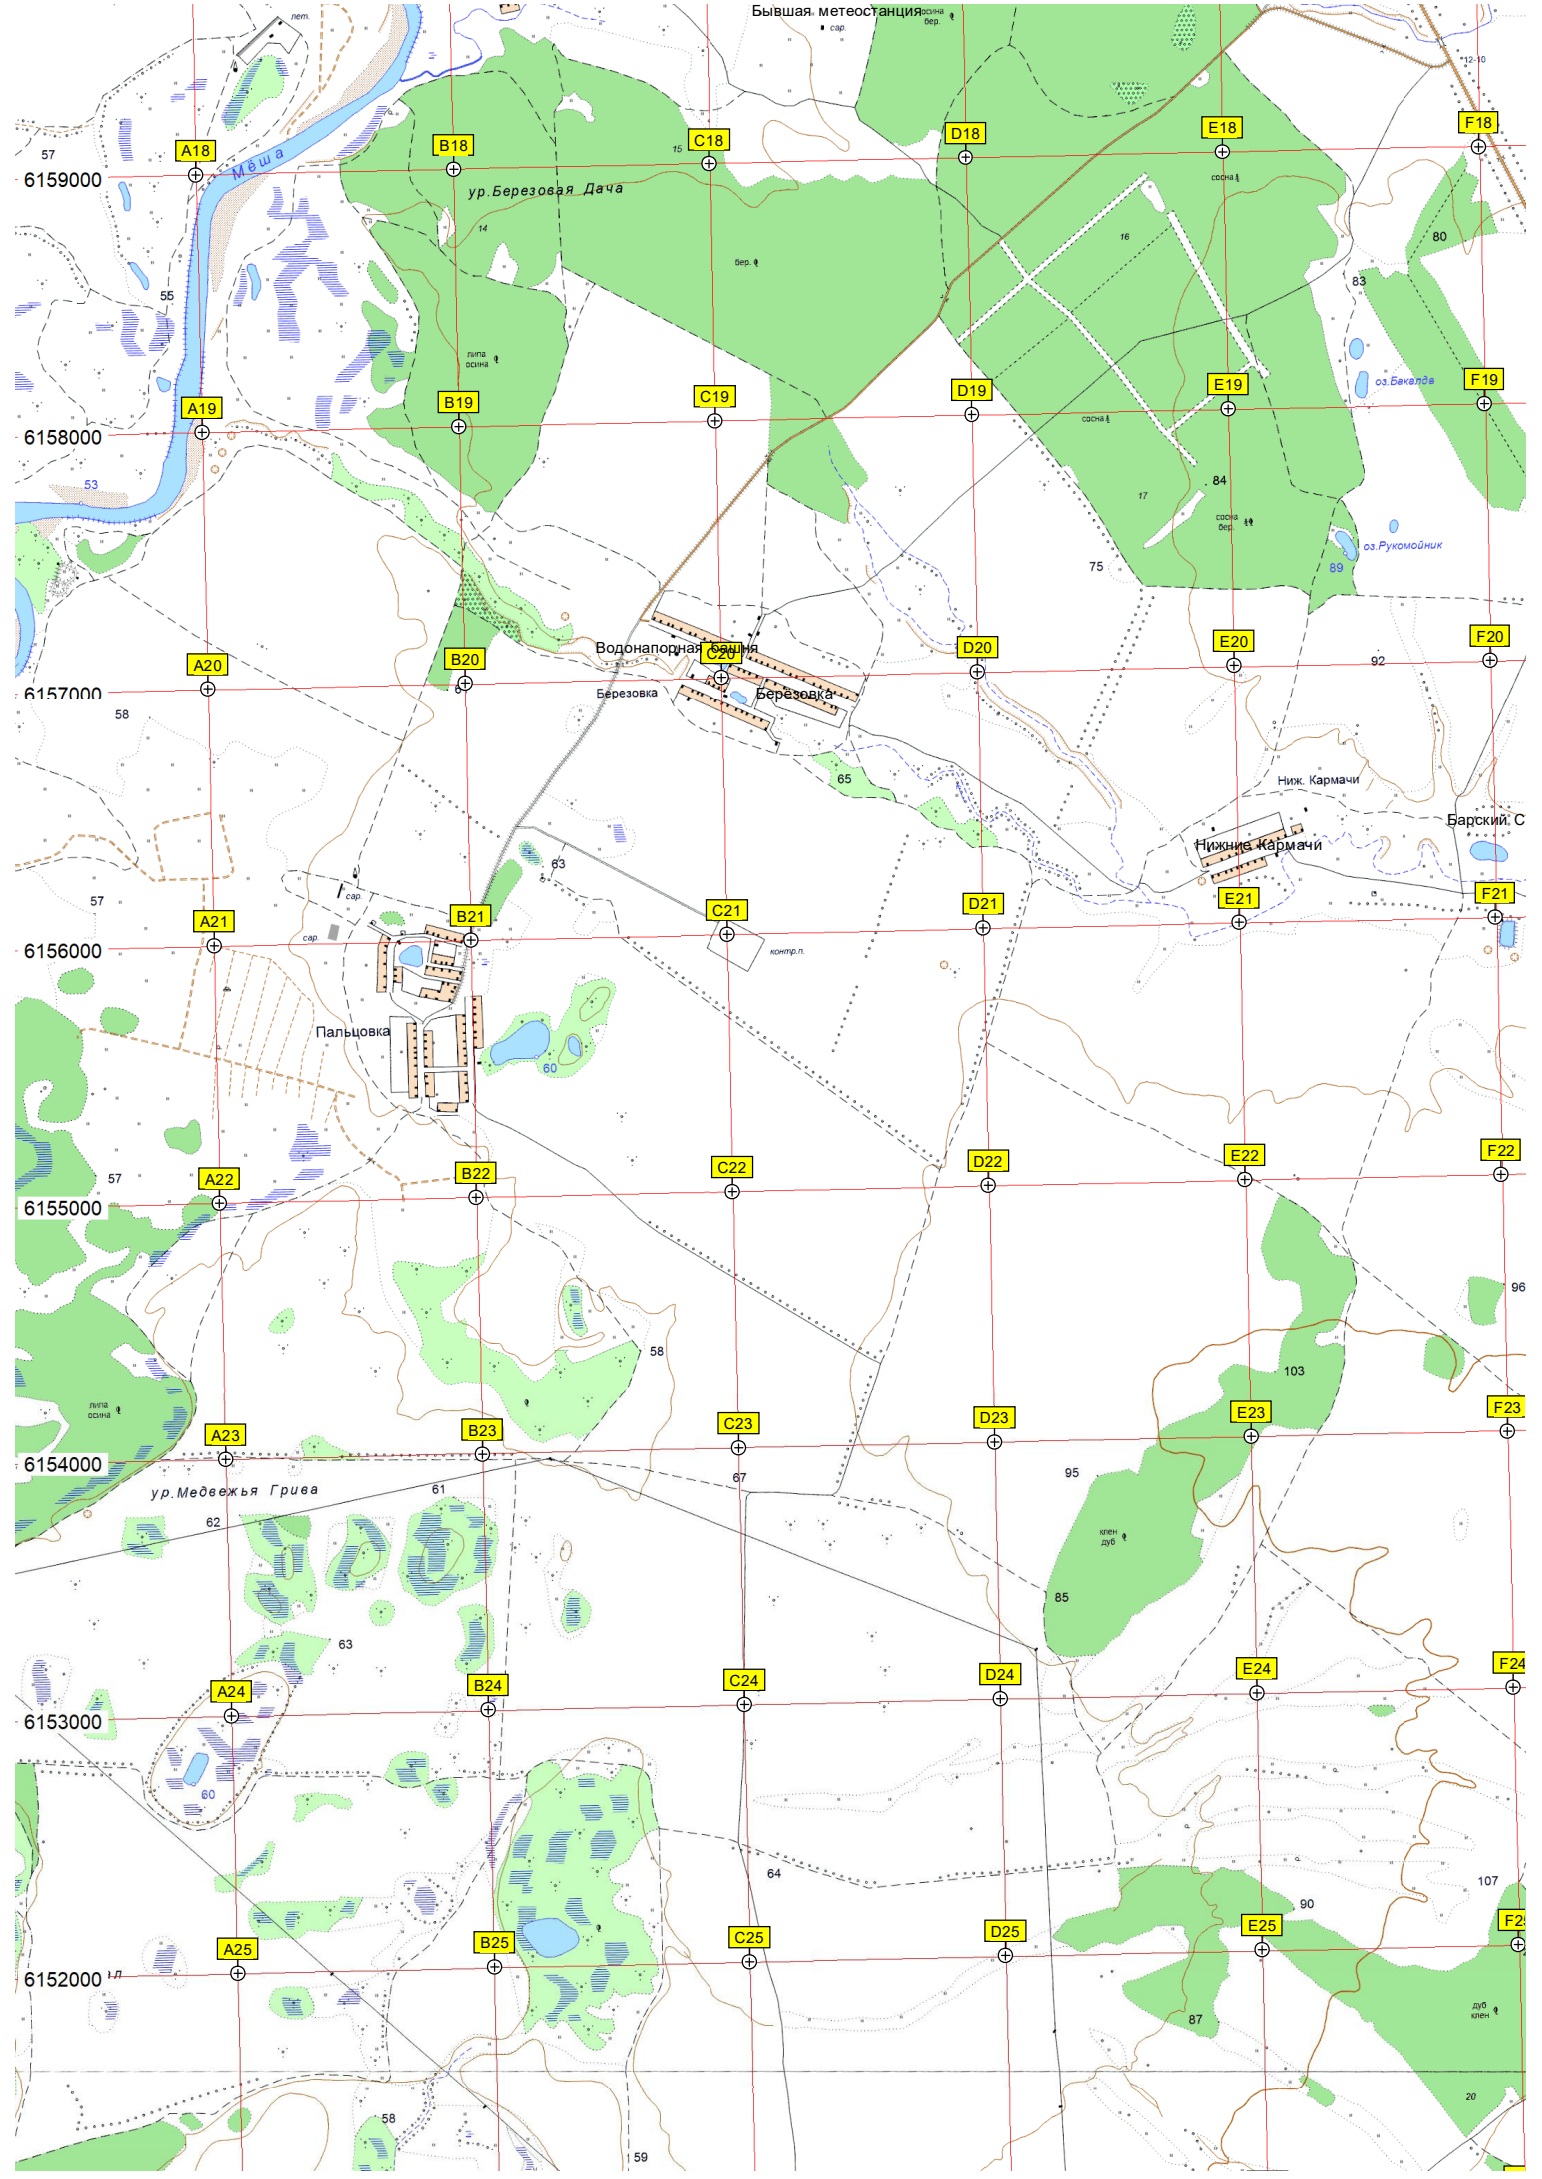 Бывшая метеостанция
осина
бер.
сар.
лет.
12-10
57
A18
B18
C18
D18
E18
F18
6159000
Мёша
15
ур.Березовая Дача
14
сосна
16
80
бер.
55
83
липа
осина
оз.Бакалда
A19
B19
C19
D19
E19
F19
6158000
сосна
53
84
17
сосна
бер.
оз.Рукомойник
75
89
Водонапорная башня
A20
B20
C20
D20
E20
F20
92
6157000
Березовка
Берёзовка
58
65
Ниж. Кармачи
Барский С
Нижние Кармачи
63
57
сар.
A21
B21
C21
D21
E21
F21
сар.
6156000
контр.п.
Пальцовка
60
57
A22
B22
C22
D22
E22
F22
6155000
96
58
103
липа
осина
A23
B23
C23
D23
E23
F23
6154000
67
95
ур.Медвежья Грива
61
62
клен
дуб
85
63
A24
B24
C24
D24
E24
F24
6153000
60
64
107
90
A25
B25
C25
D25
E25
6152000
дуб
клен
87
20
58
59